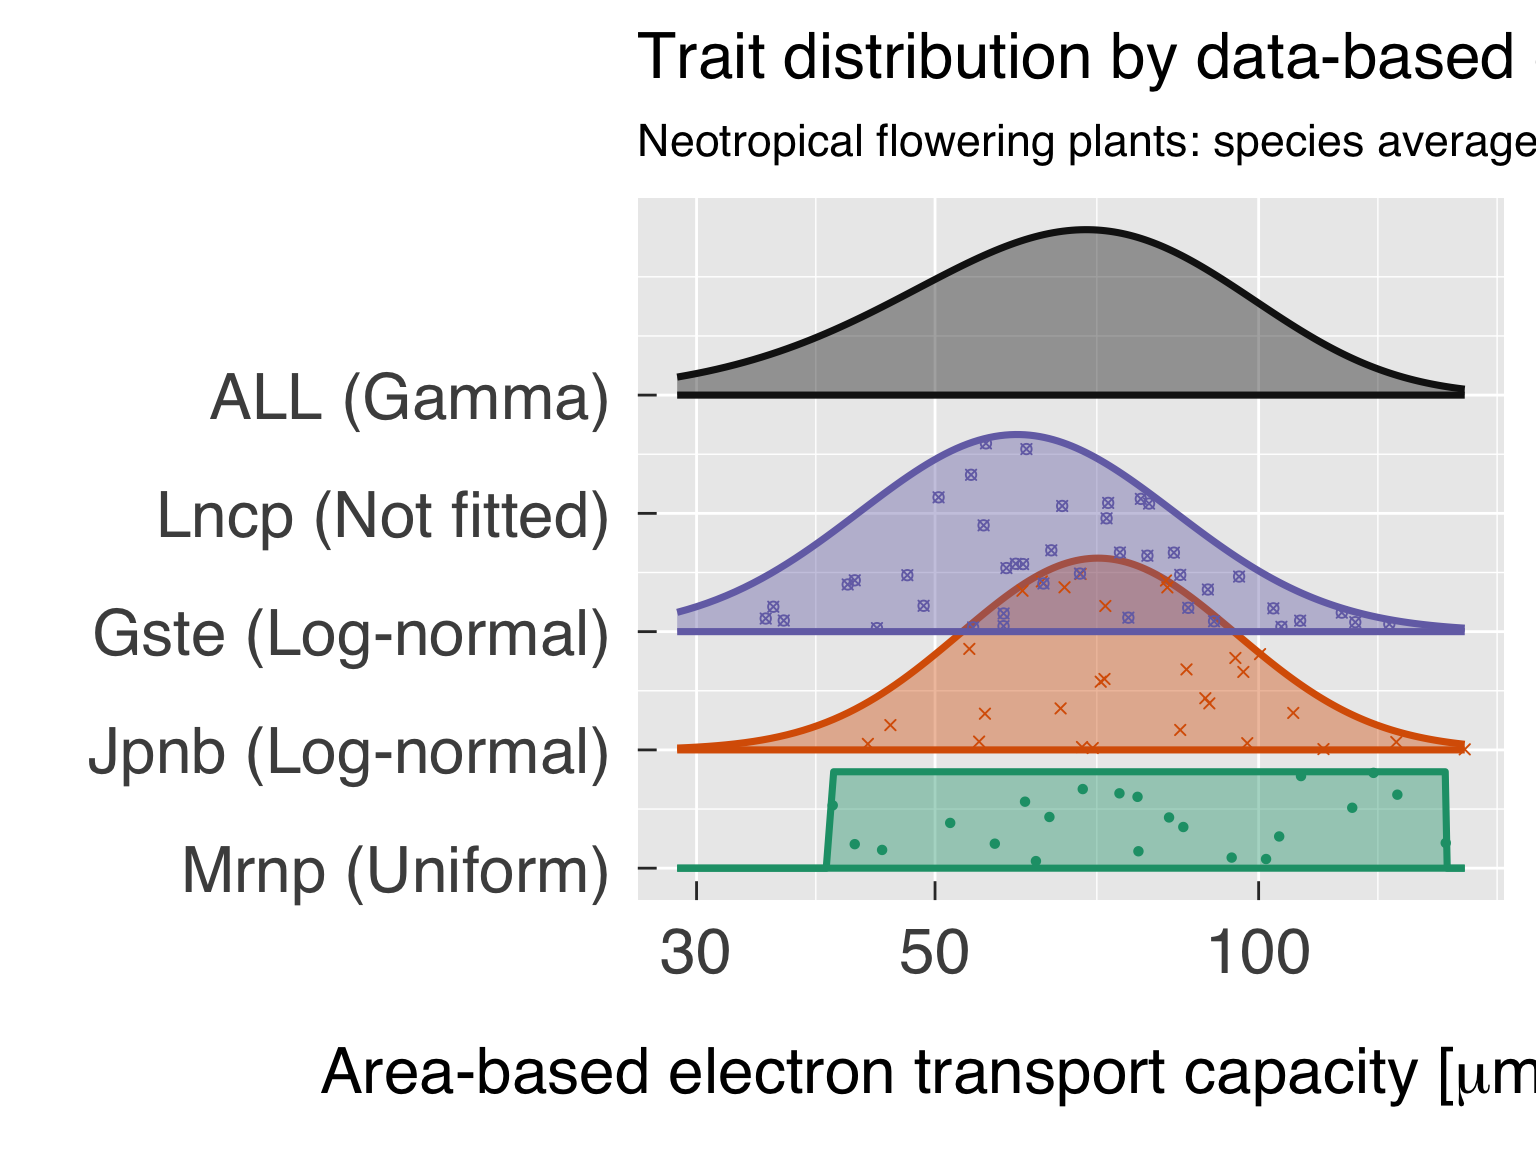 Trait distribution by data-based
Neotropical flowering plants: species average
ALL (Gamma)
Lncp (Not fitted)
Gste (Log-normal)
Jpnb (Log-normal)
Mrnp (Uniform)
30 50 100
Area-based electron transport capacity [μm